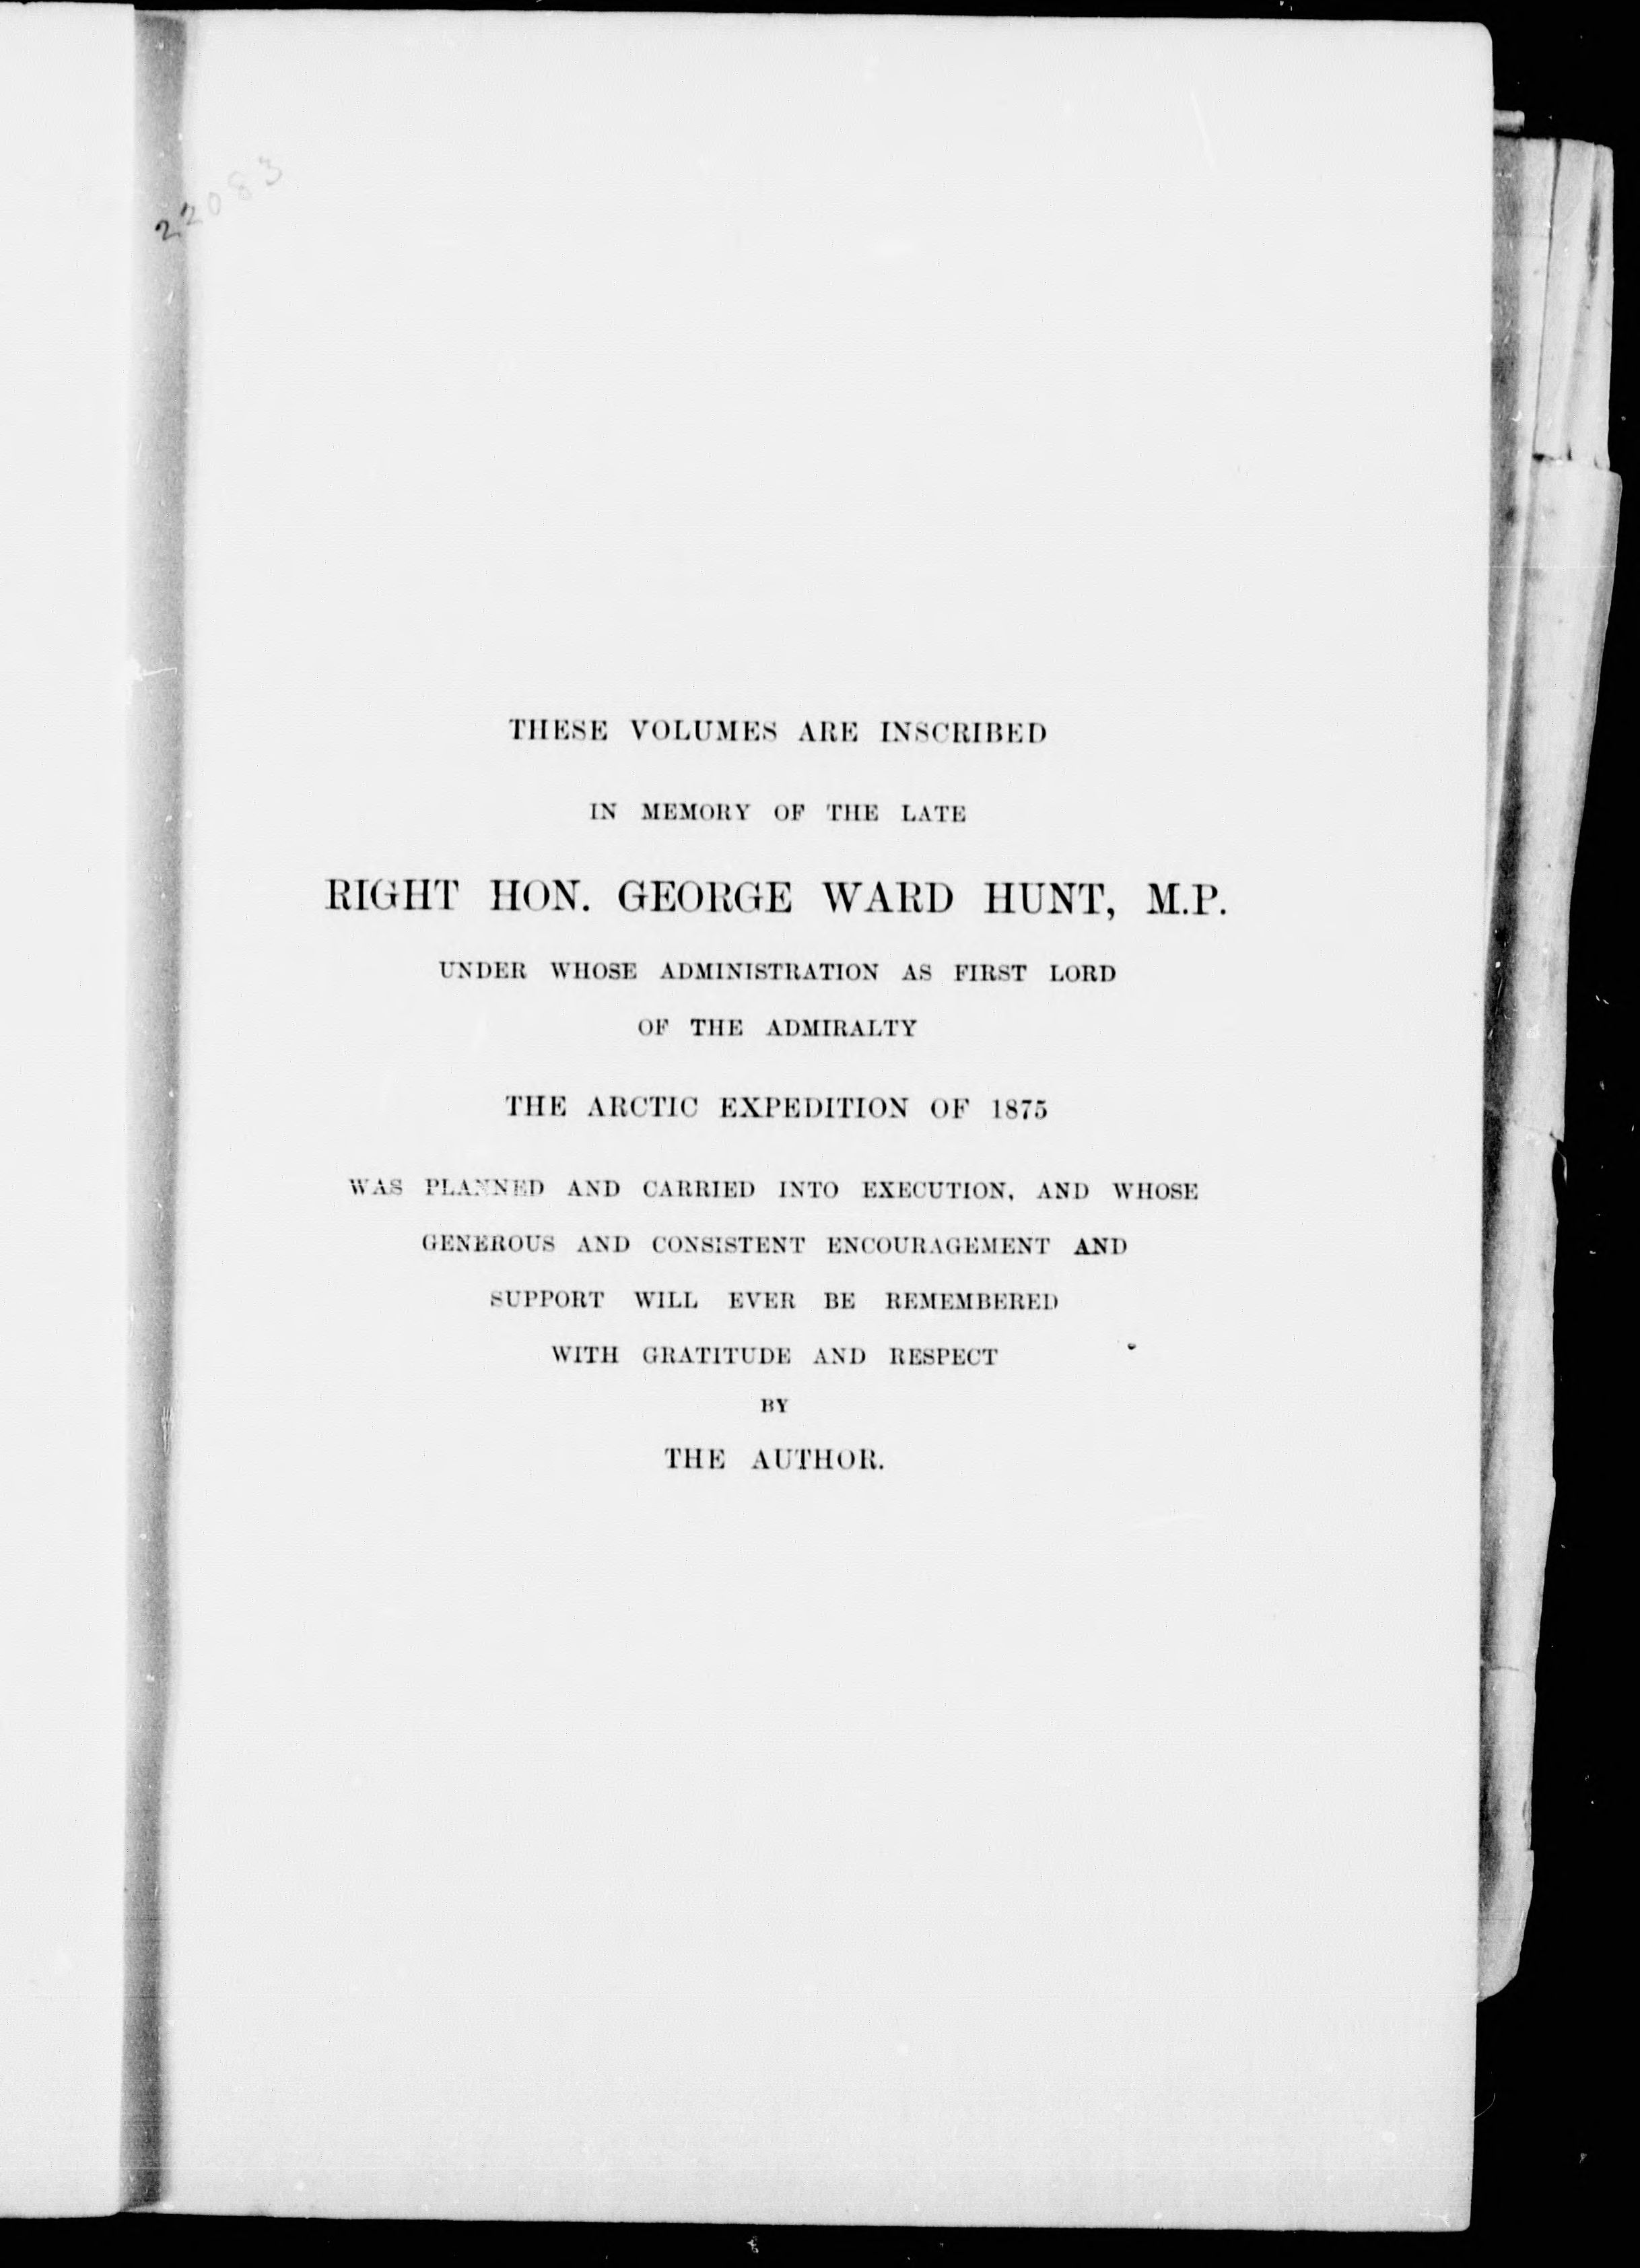 22083
THESE VOLUMES ARE INSCRIBED
IN MEMORY OF THE LATE
RIGHT HON. GEORGE WARD HUNT, M.P.
UNDER WHOSE ADMINISTRATION AS FIRST LORD
OF THE ADMIRALTY
THE ARCTIC EXPEDITION OF 1875
WAS PLANNED AND CARRIED INTO EXECUTION, AND WHOSE
GENEROUS AND CONSISTENT ENCOURAGEMENT AND
SUPPORT WILL EVER BE REMEMBERED
WITH GRATITUDE AND RESPECT
BY
THE AUTHOR.